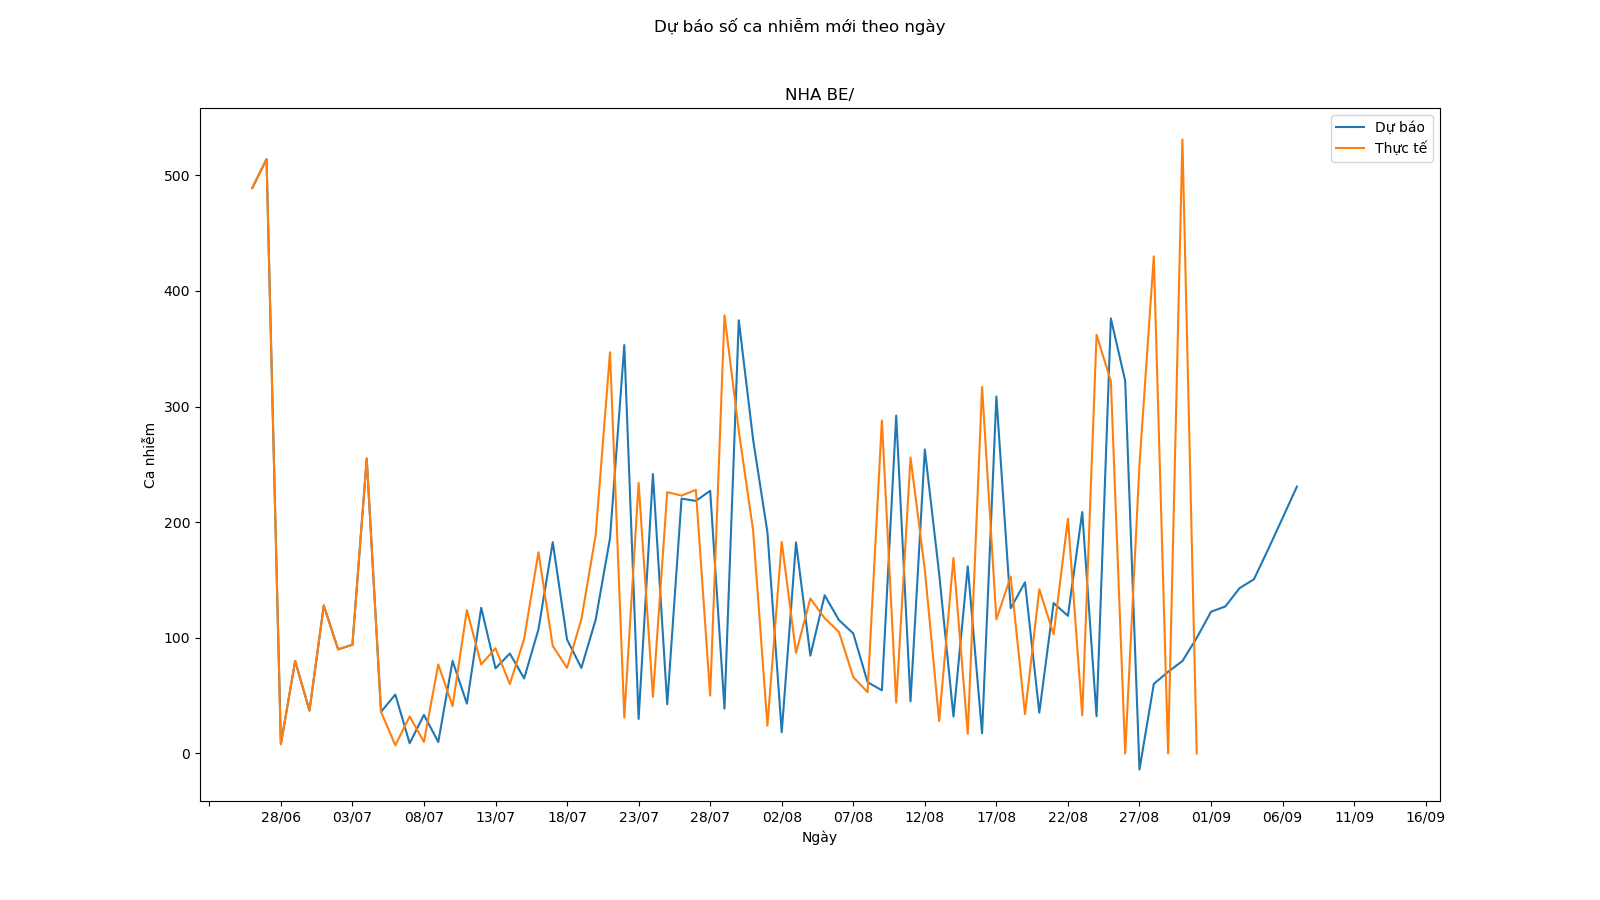 Dự báo số ca nhiễm mới theo ngày
NHA BE/
Dự báo
Thực tế
500
400
300
200
100
0
Ca nhiễm
28/06 03/07 08/07 13/07 18/07 23/07 28/07 02/08 07/08 12/08 17/08 22/08 27/08 01/09 06/09 11/09 16/09
Ngày